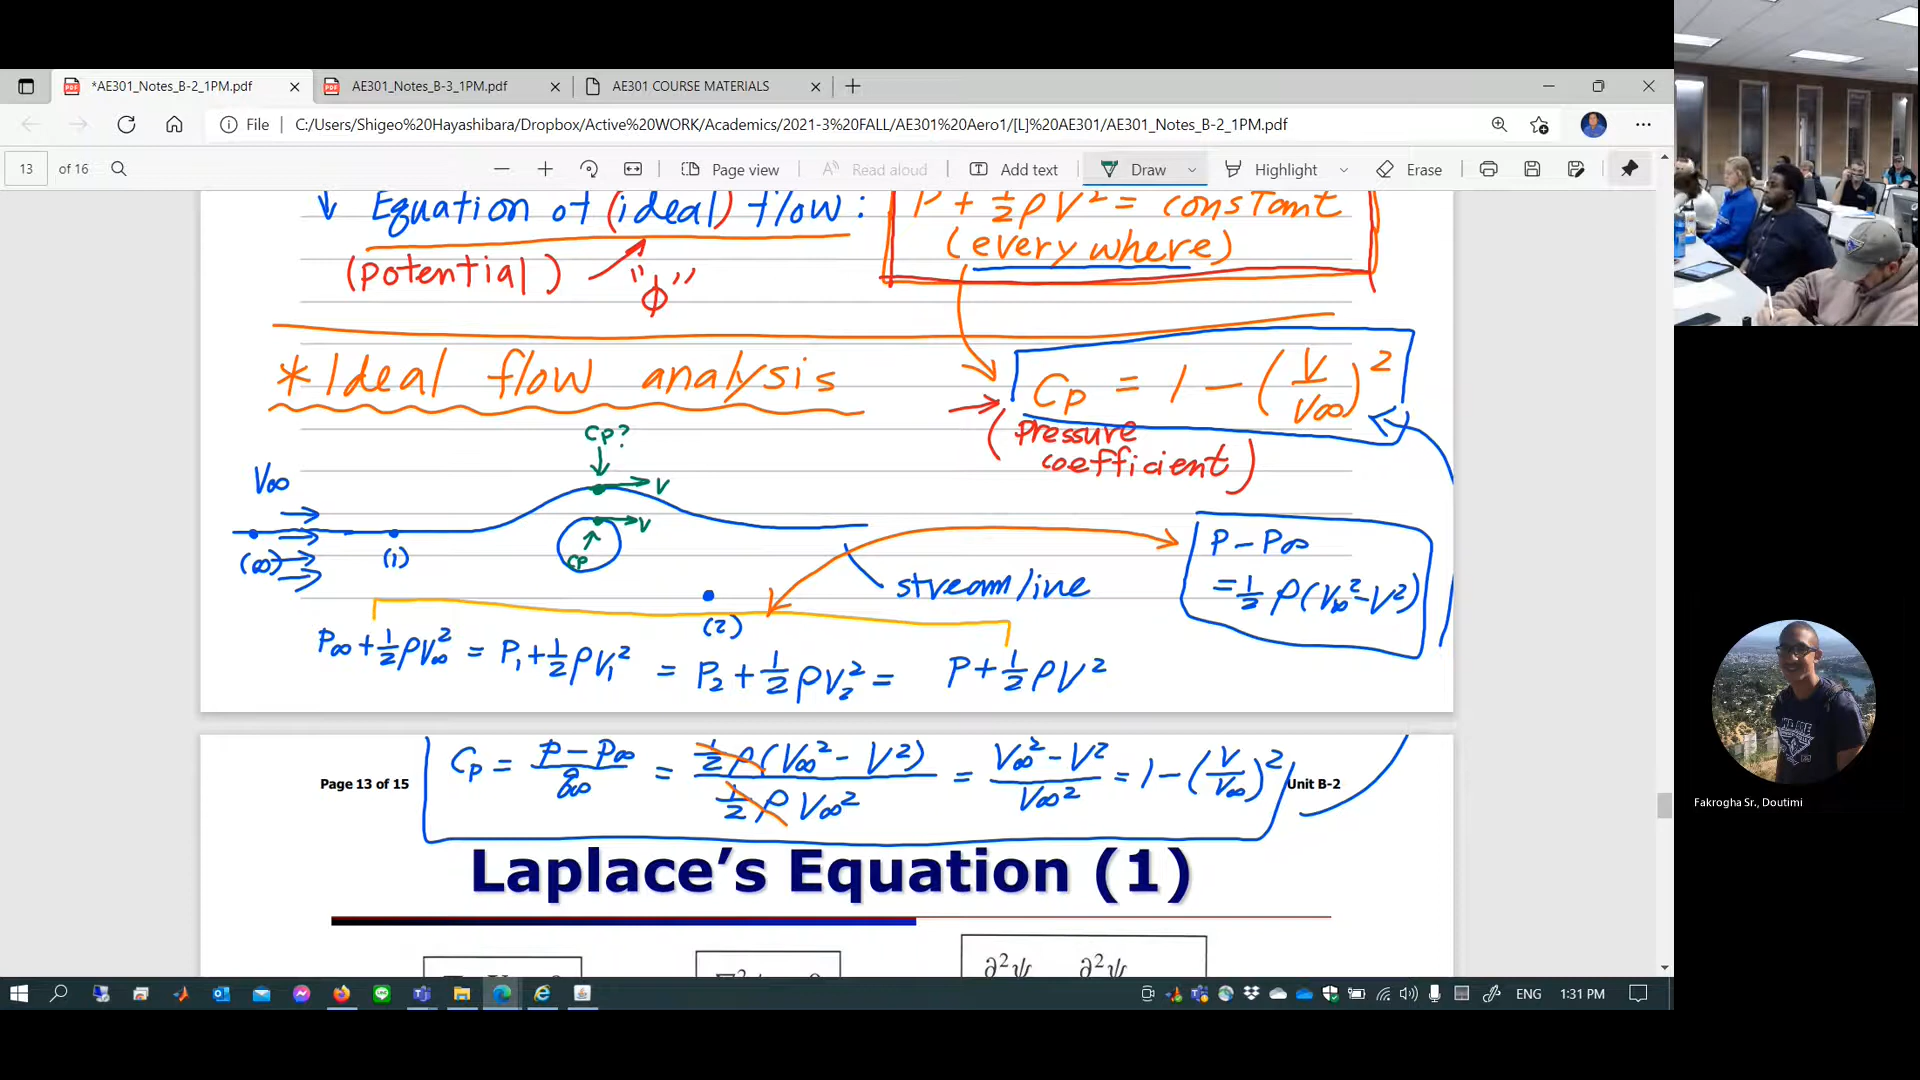 *AE301_Notes_B-2_1PM.pdf
AE301_Notes_B-3_1PM.pdf
AE301 COURSE MATERIALS
File
C:/Users/Shigeo%20Hayashibara/Dropbox/Active%20WORK/Academics/2021-3%20FALL/AE301%20Aero1/[L]%20AE301/AE301_Notes_B-2_1PM.pdf
13 of 16
Page view
Read aloud
Add text
Draw
Highlight
Erase
↓ Equation of (ideal) flow:
P + ½ρV² = constant
(every where)
(potential)
"ϕ"
*Ideal flow analysis
Cp = 1 − (V/V∞)²
(Pressure
coefficient)
Cp?
V∞
V
V
Cp
(∞)
(1)
P − P∞
= ½ρ(V∞² − V²)
streamline
(2)
P∞ + ½ρV∞² = P₁ + ½ρV₁² = P₂ + ½ρV₂² = P + ½ρV²
Cp = (P − P∞)/q∞ = ½ρ(V∞² − V²)/½ρV∞² = (V∞² − V²)/V∞² = 1 − (V/V∞)²
Page 13 of 15
Unit B-2
Laplace's Equation (1)
∂²ψ ∂²ψ
Fakrogha Sr., Doutimi
ENG
1:31 PM